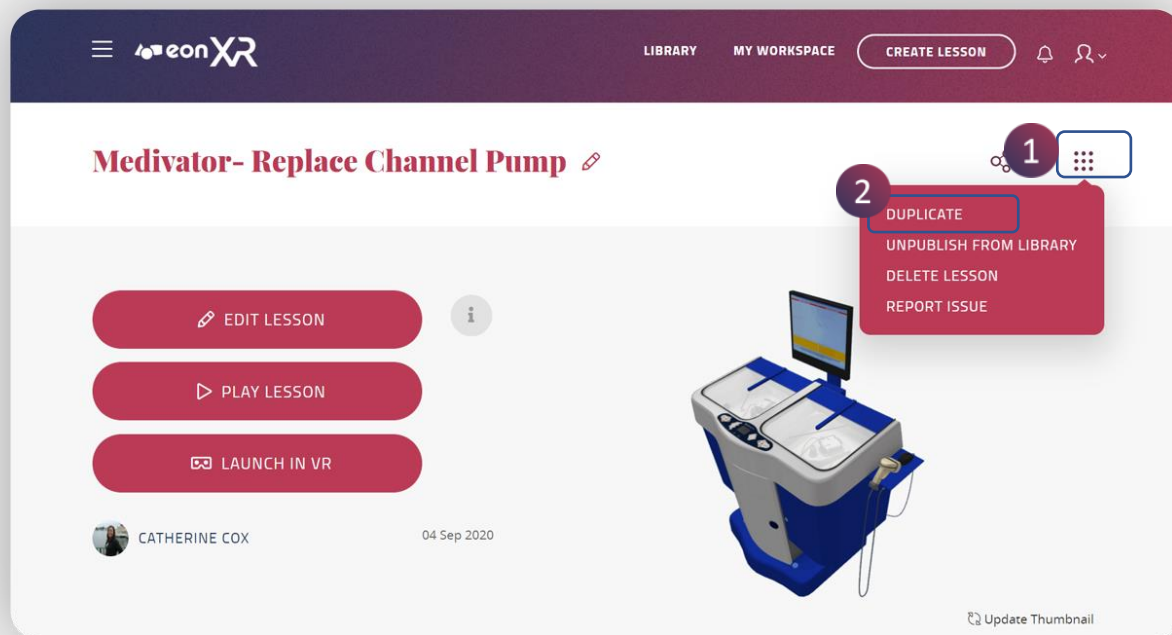 eonXR
LIBRARY MY WORKSPACE CREATE LESSON
Medivator- Replace Channel Pump
1
2
DUPLICATE
UNPUBLISH FROM LIBRARY
DELETE LESSON
REPORT ISSUE
EDIT LESSON
i
PLAY LESSON
LAUNCH IN VR
CATHERINE COX 04 Sep 2020
Update Thumbnail